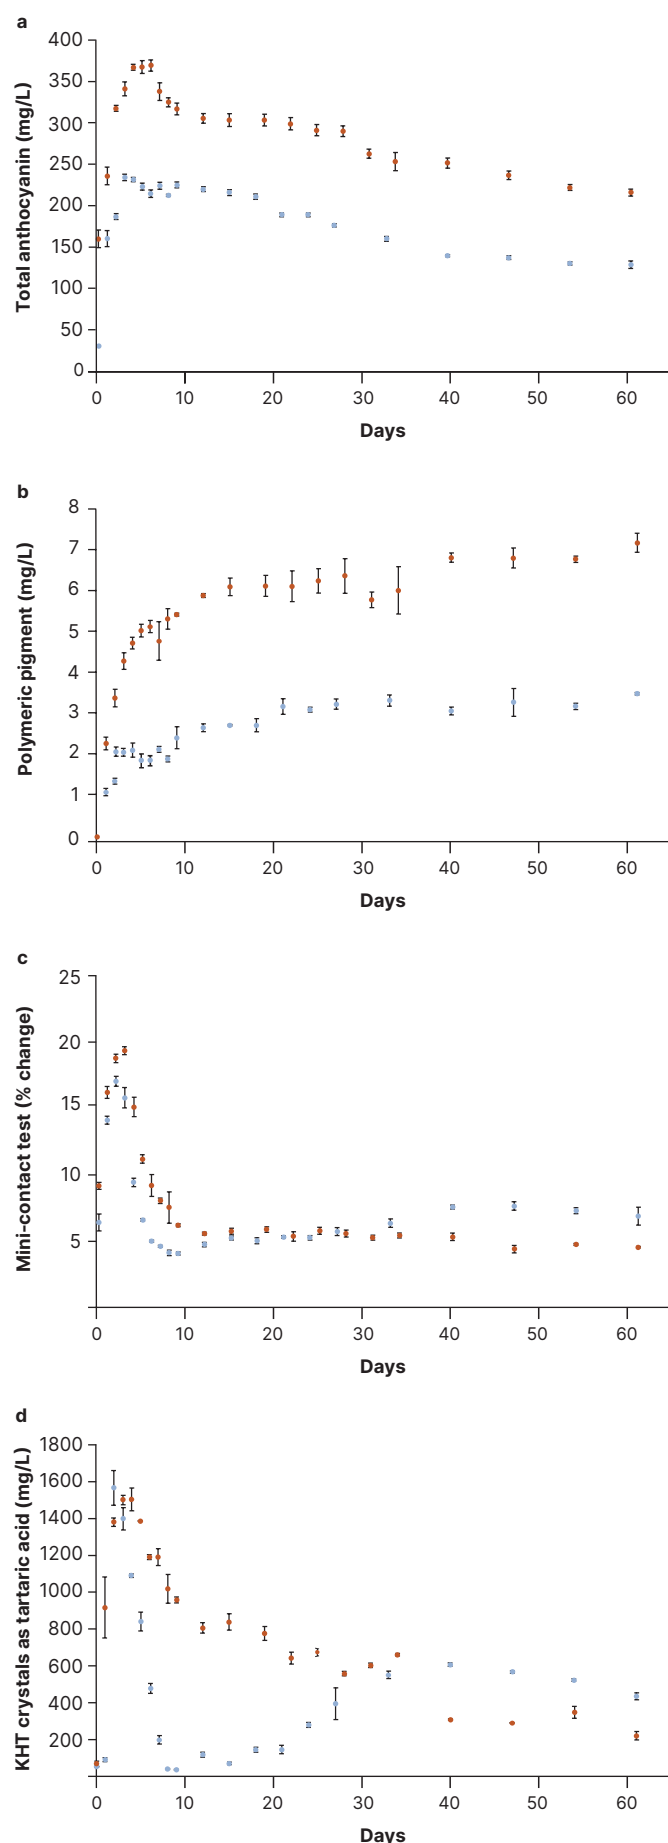 a
Total anthocyanin (mg/L)
400
350
300
250
200
150
100
50
0
0 10 20 30 40 50 60
Days
b
Polymeric pigment (mg/L)
8
7
6
5
4
3
2
1
0
0 10 20 30 40 50 60
Days
c
Mini-contact test (% change)
25
20
15
10
5
0 10 20 30 40 50 60
Days
d
KHT crystals as tartaric acid (mg/L)
1800
1600
1400
1200
1000
800
600
400
200
0 10 20 30 40 50 60
Days